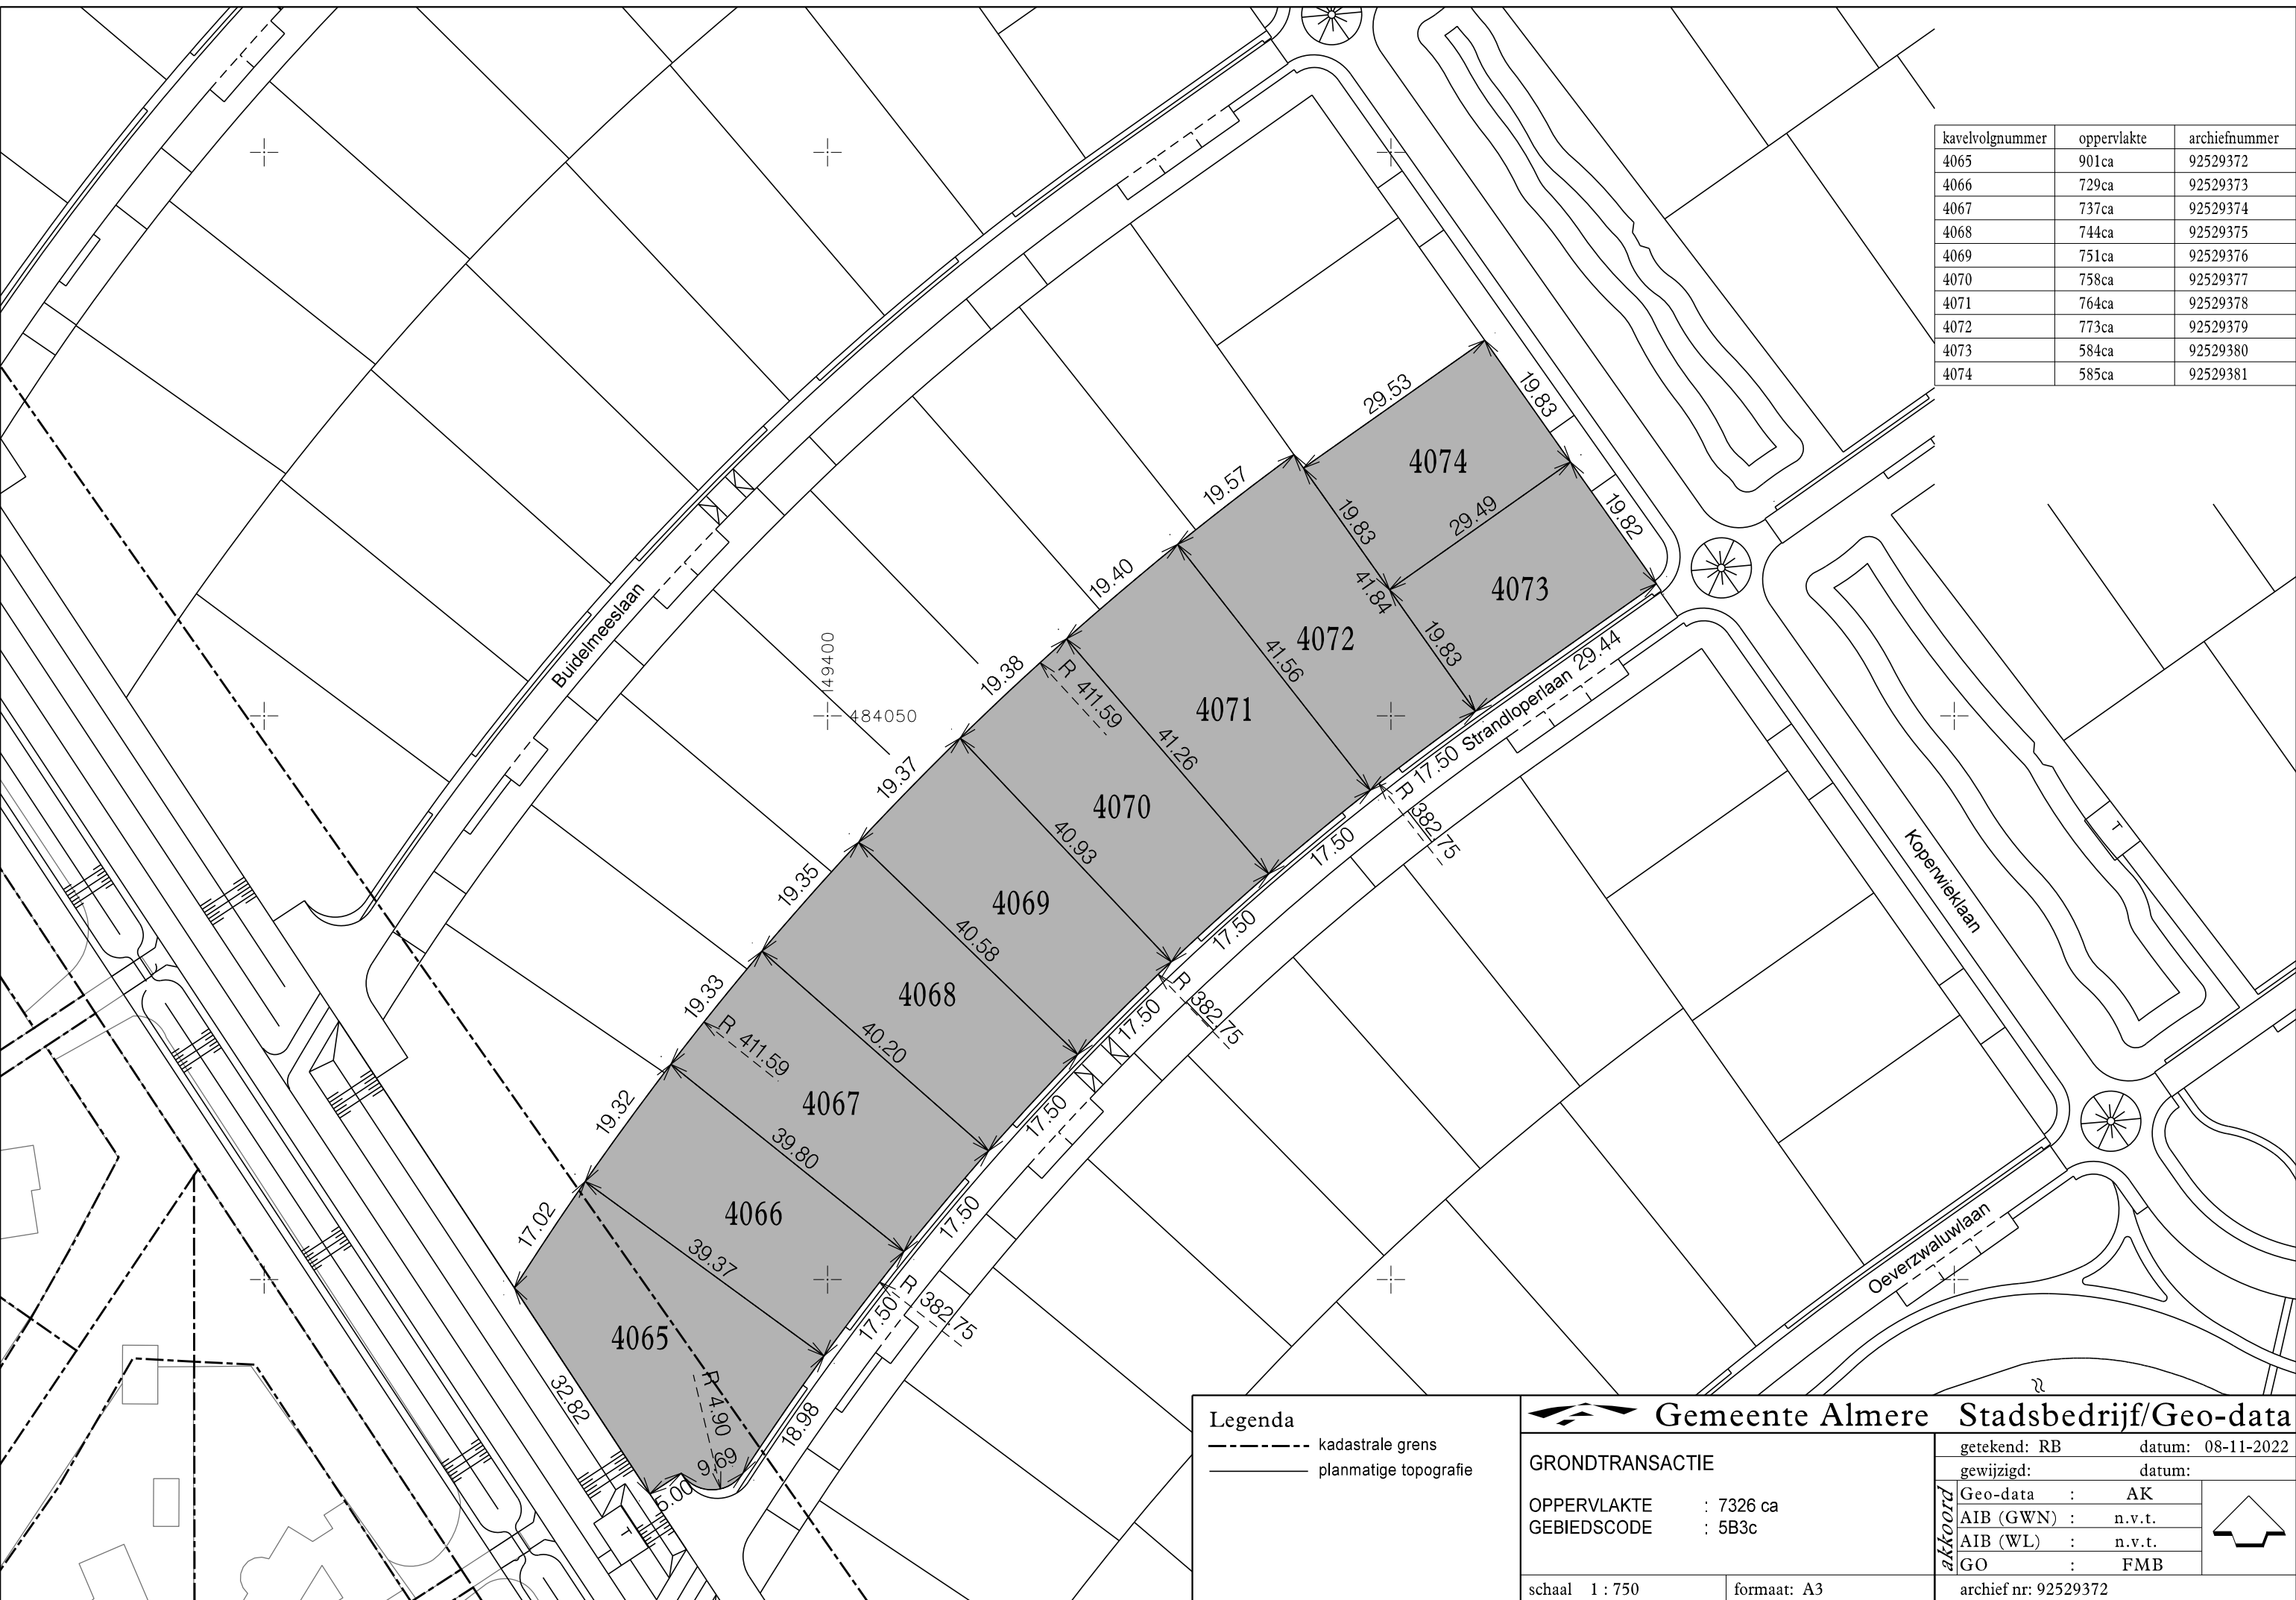 kavelvolgnummer oppervlakte archiefnummer
4065 901ca 92529372
4066 729ca 92529373
4067 737ca 92529374
4068 744ca 92529375
4069 751ca 92529376
4070 758ca 92529377
4071 764ca 92529378
4072 773ca 92529379
4073 584ca 92529380
4074 585ca 92529381
29.53
19.83
4074
19.57
29.49
19.83
19.82
19.40
41.84
4073
Buidelmeeslaan
149400
484050
19.38
R 411.59
41.56
4072
19.83
29.44
Strandloperlaan
17.50
4071
41.26
19.37
4070
40.93
R 382.75
17.50
19.35
4069
40.58
17.50
Koperwieklaan
T
19.33
4068
R 382.75
17.50
R 411.59
40.20
19.32
4067
39.80
17.50
17.02
4066
39.37
17.50
Oeverzwaluwlaan
R 382.75
17.50
4065
32.82
R 4.90
18.98
9.69
5.00
T
Legenda
kadastrale grens
planmatige topografie
Gemeente Almere Stadsbedrijf/Geo-data
GRONDTRANSACTIE
OPPERVLAKTE : 7326 ca
GEBIEDSCODE : 5B3c
schaal 1 : 750 formaat: A3
getekend: RB datum: 08-11-2022
gewijzigd: datum:
akkoord
Geo-data : AK
AIB (GWN) : n.v.t.
AIB (WL) : n.v.t.
GO : FMB
archief nr: 92529372